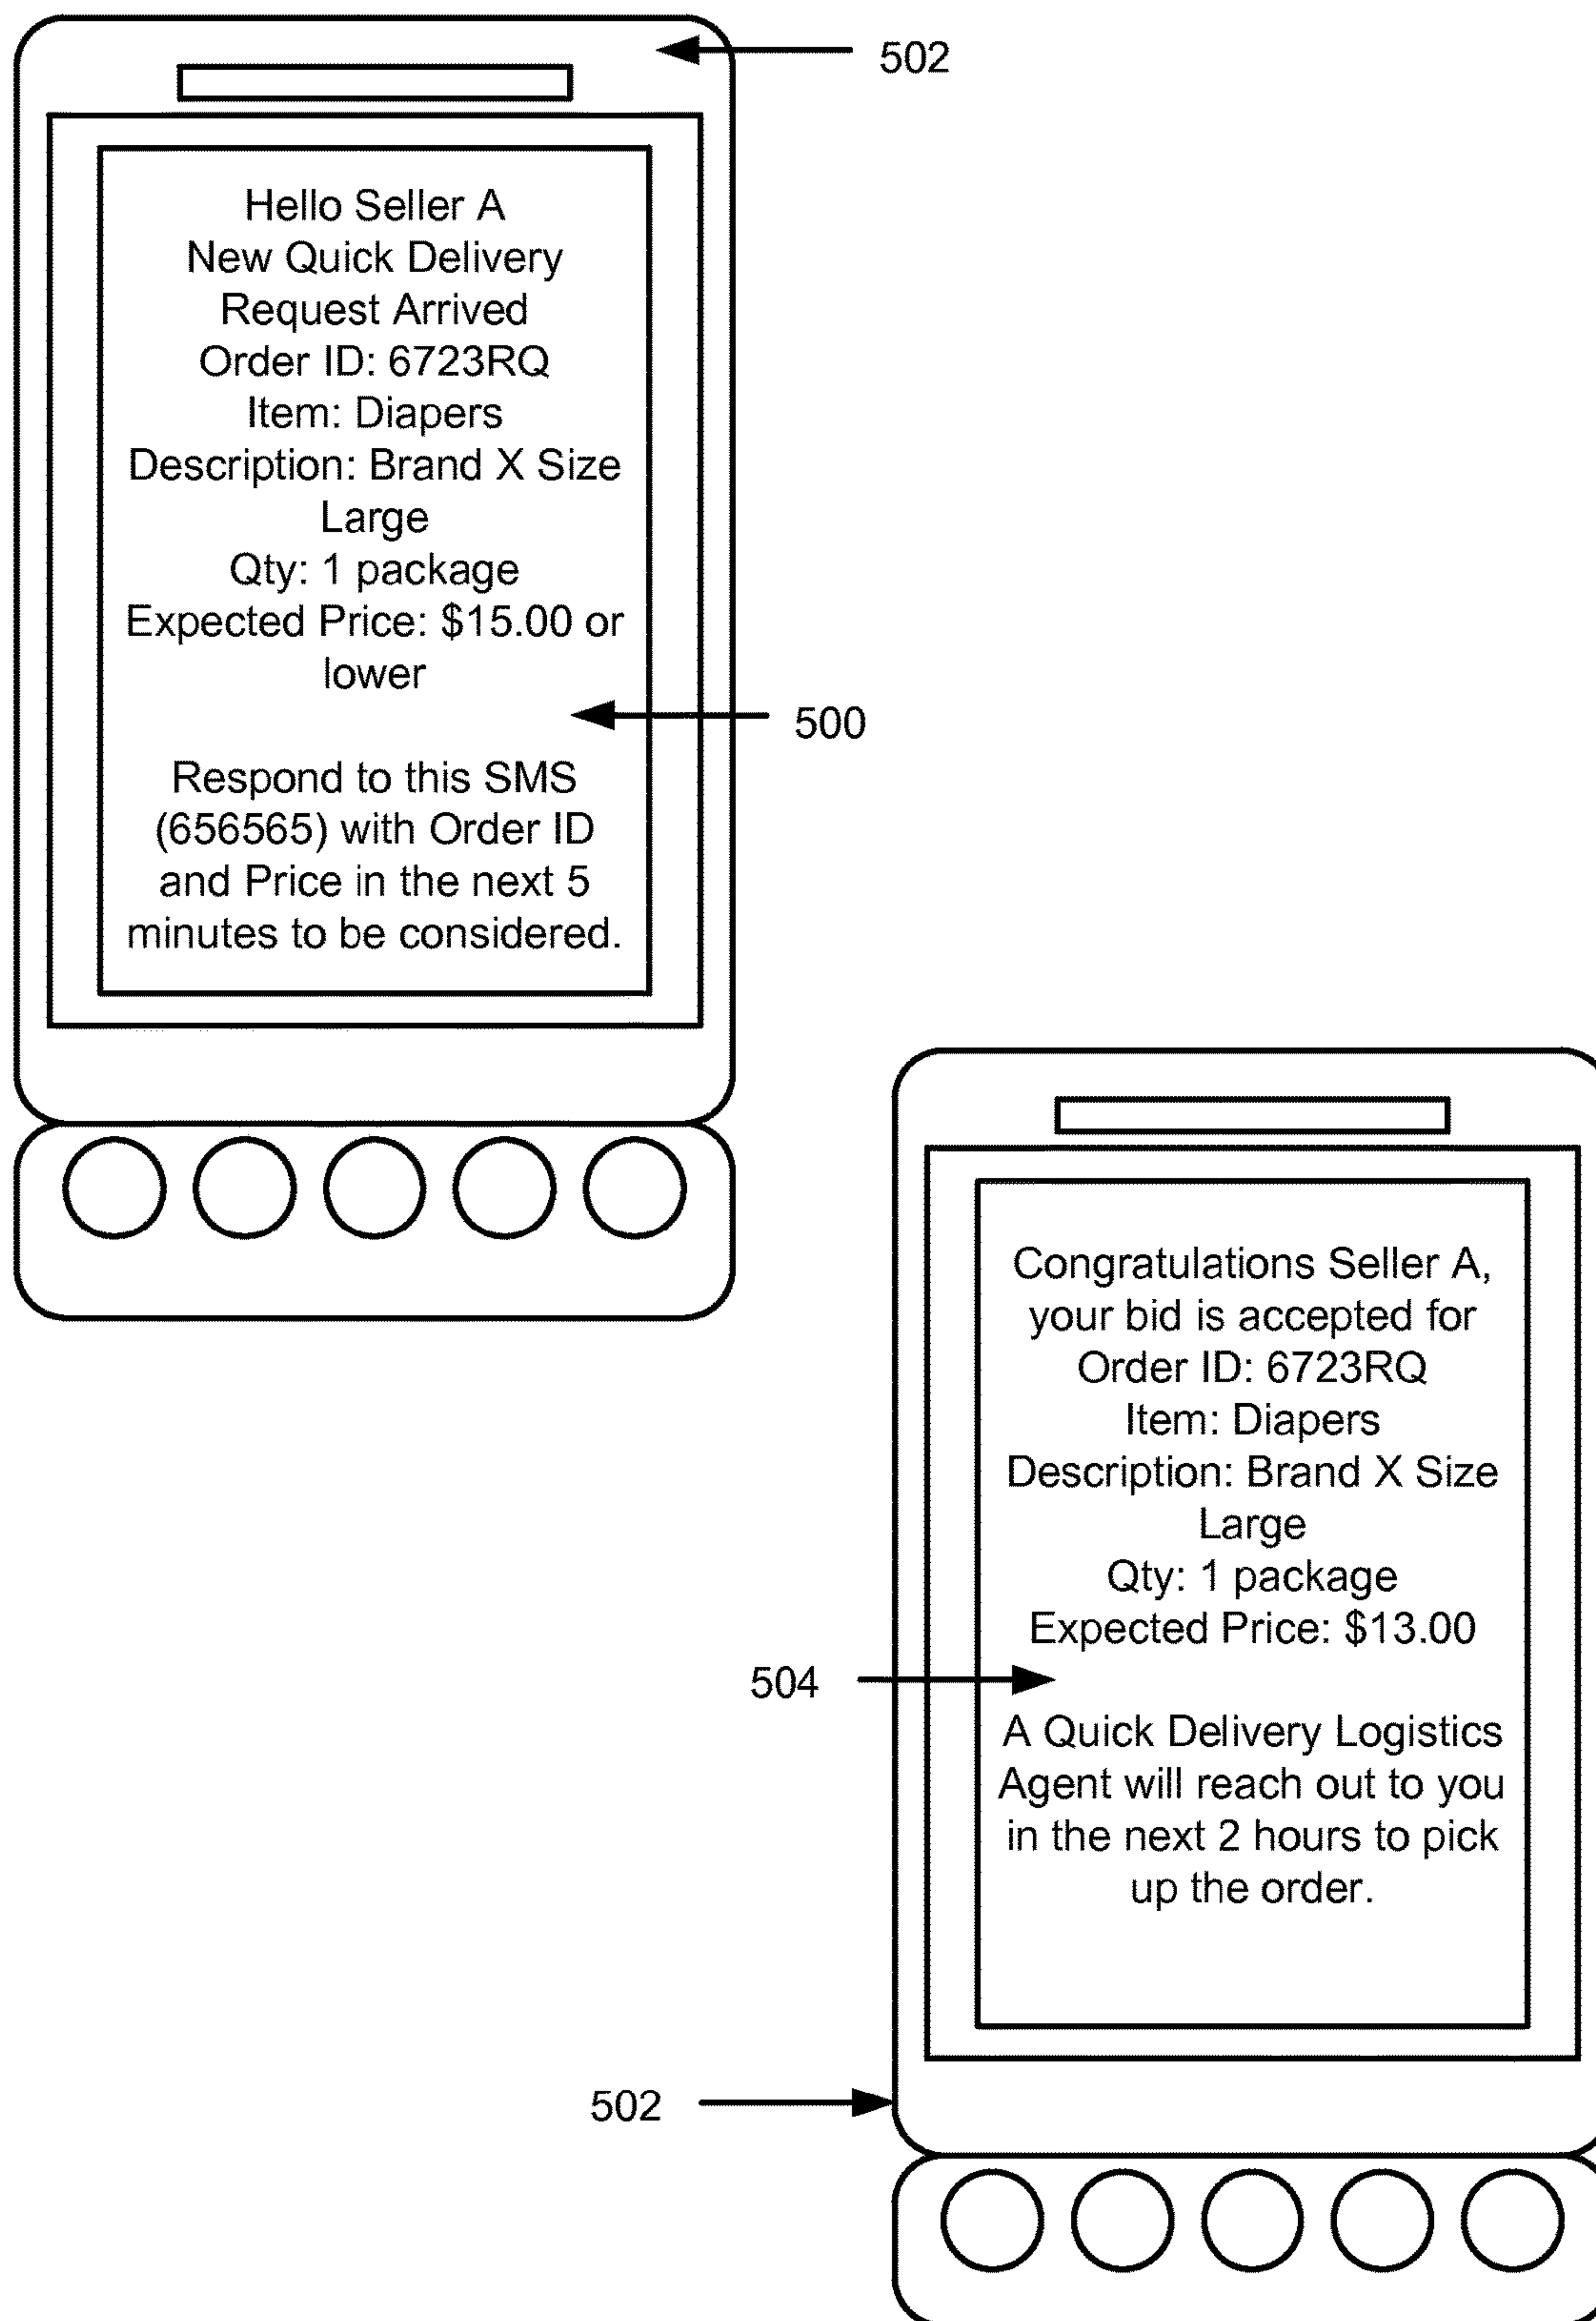 502
Hello Seller A
New Quick Delivery
Request Arrived
Order ID: 6723RQ
Item: Diapers
Description: Brand X Size
Large
Qty: 1 package
Expected Price: $15.00 or
lower
500
Respond to this SMS
(656565) with Order ID
and Price in the next 5
minutes to be considered.
Congratulations Seller A,
your bid is accepted for
Order ID: 6723RQ
Item: Diapers
Description: Brand X Size
Large
Qty: 1 package
Expected Price: $13.00
504
A Quick Delivery Logistics
Agent will reach out to you
in the next 2 hours to pick
up the order.
502